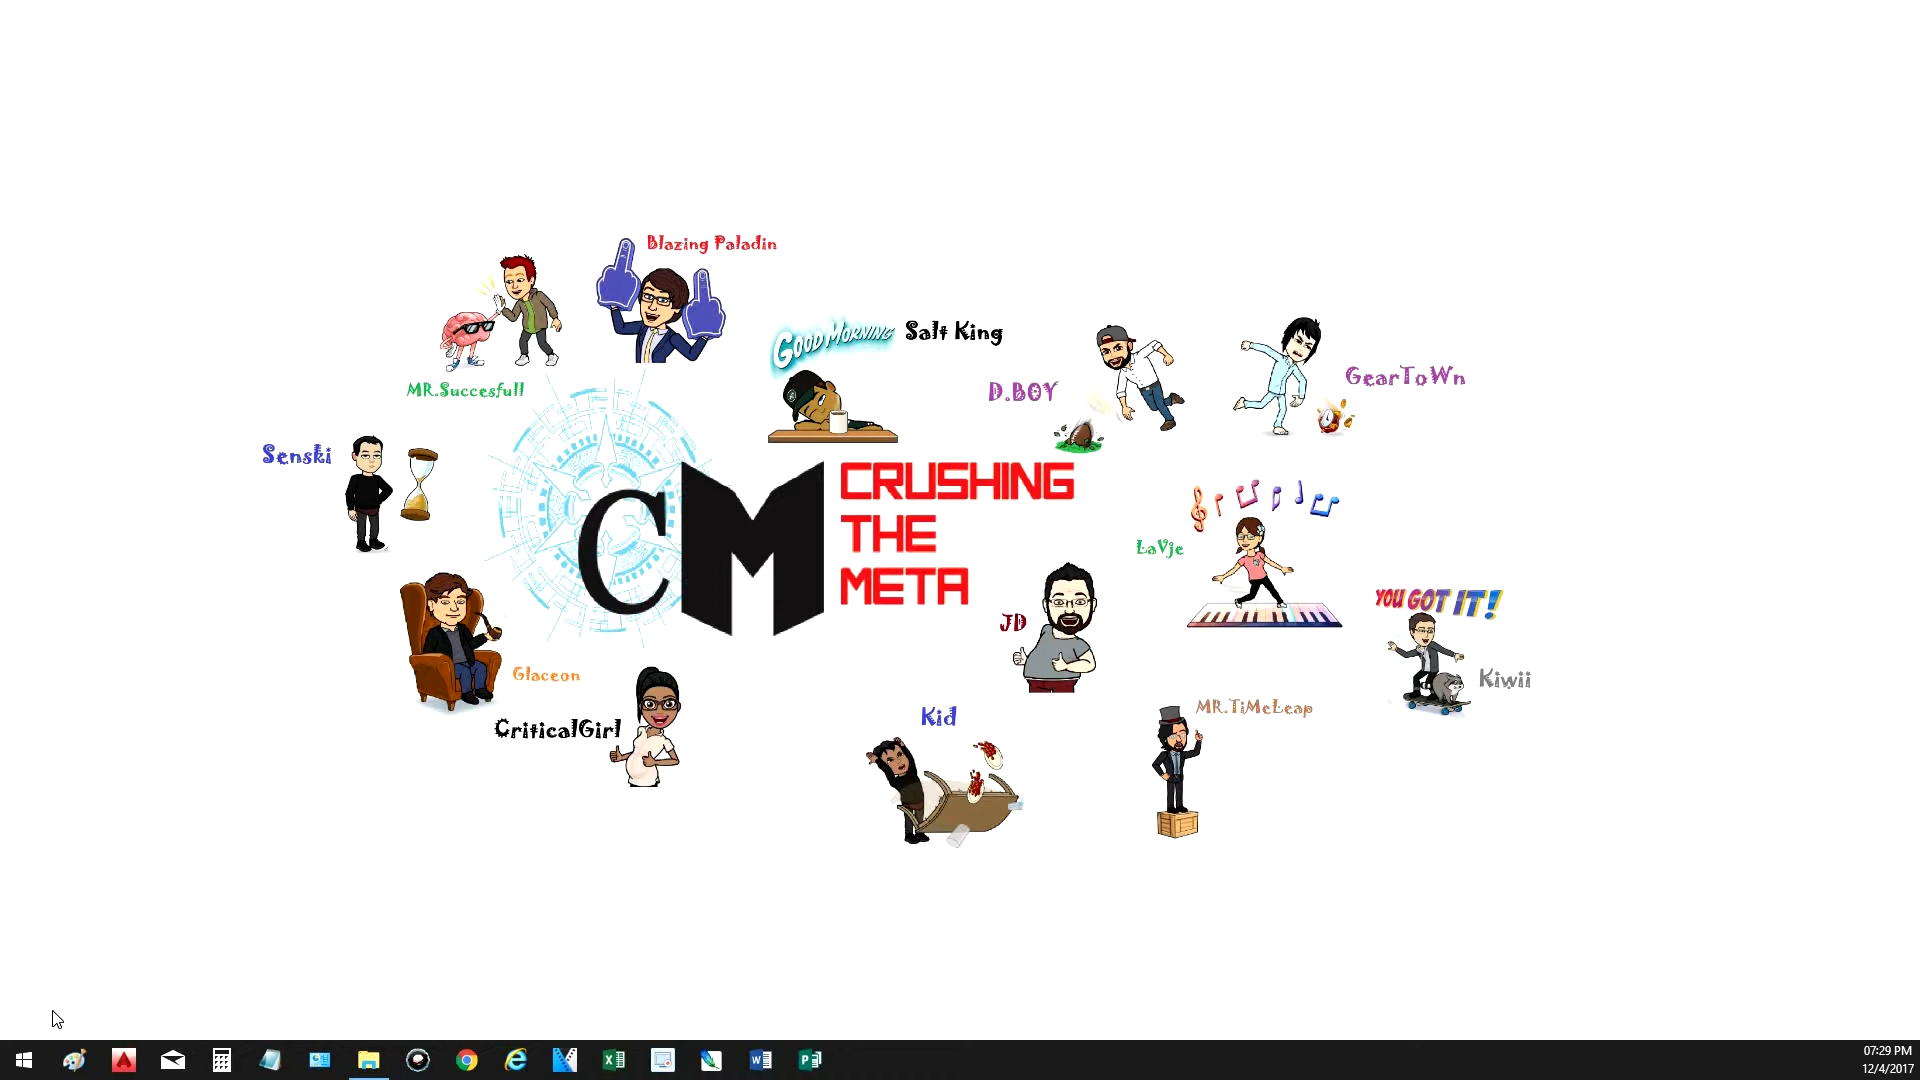 Blazing Paladin
GOOD MORNING
Salt King
MR.Succesfull
D.BOY
GearToWn
Senski
CM
CRUSHING
THE
META
LaVje
YOU GOT IT!
JD
Glaceon
Kiwii
CriticalGirl
Kid
MR.TiMeLeap
07:29 PM
12/4/2017